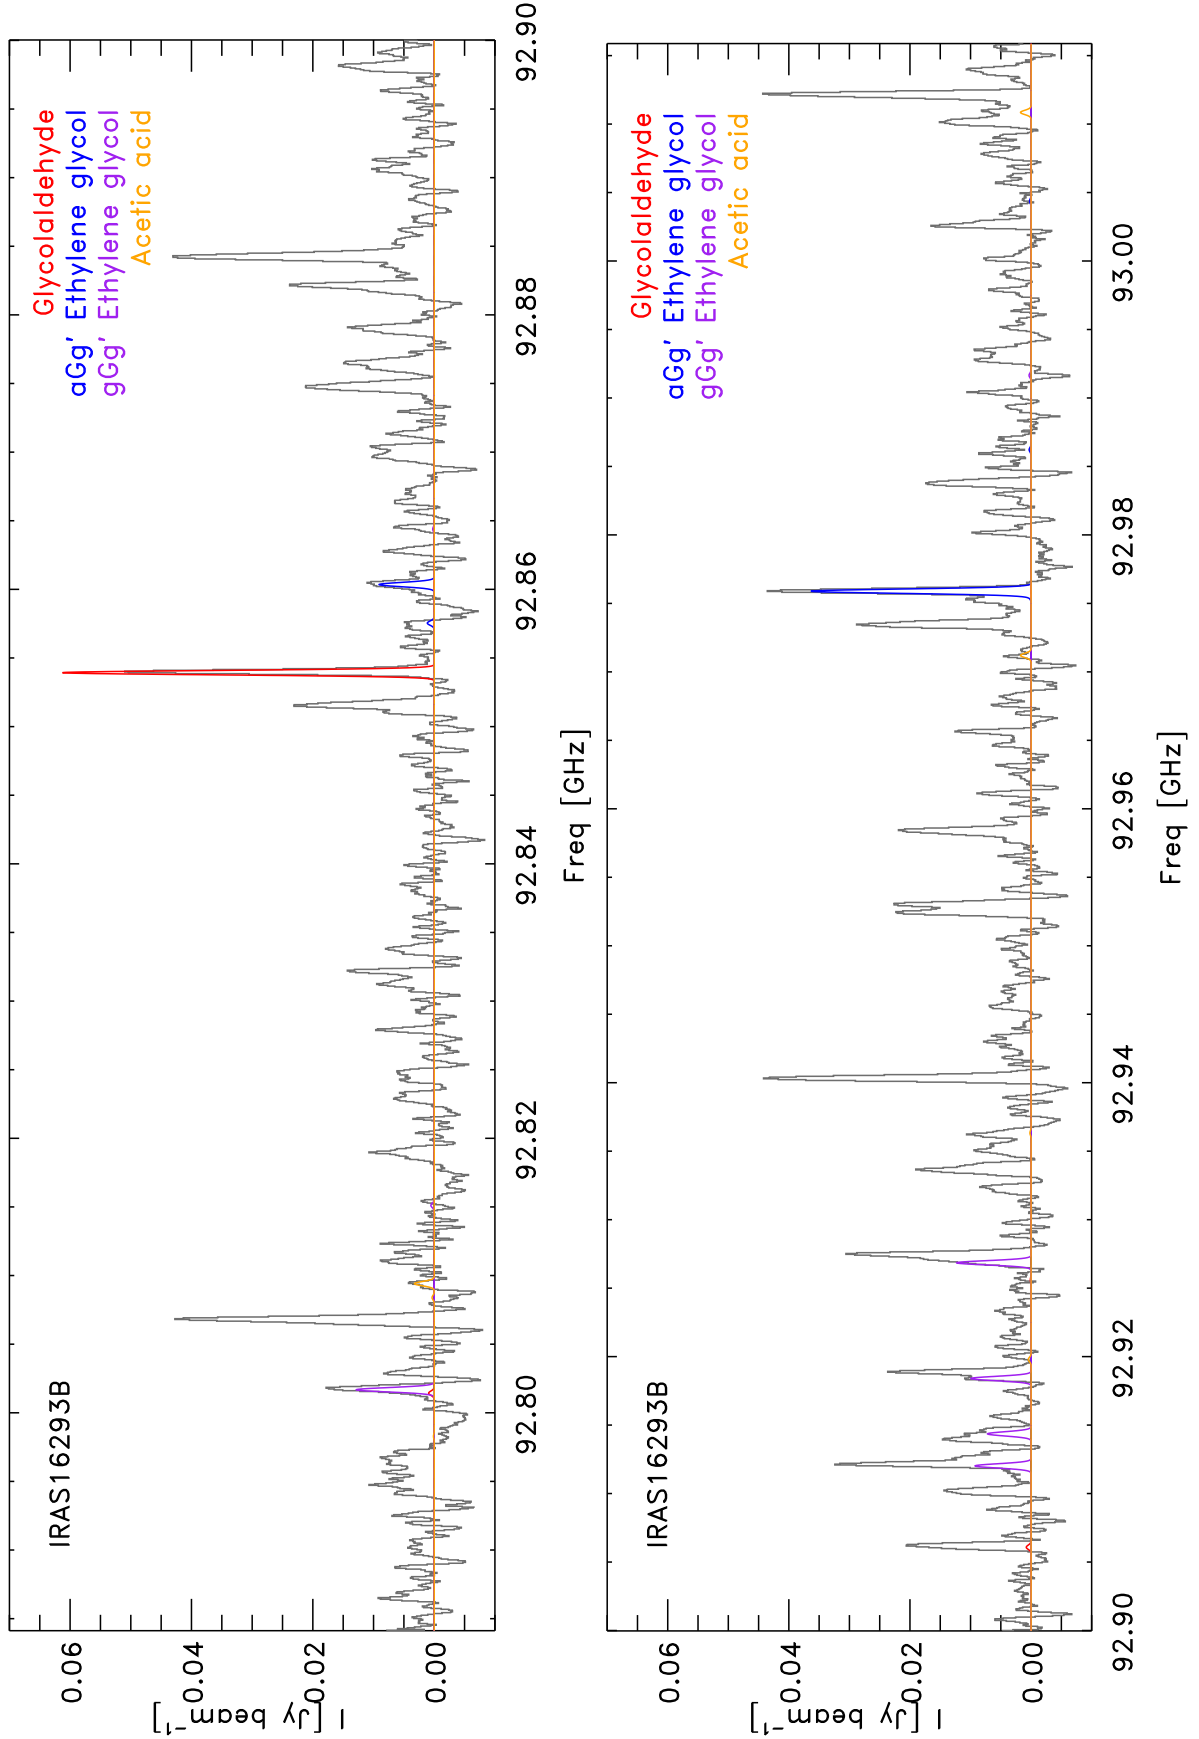 IRAS16293B
Glycolaldehyde
aGg' Ethylene glycol
gGg' Ethylene glycol
Acetic acid
0.06
0.04
0.02
0.00
I [Jy beam⁻¹]
92.80
92.82
92.84
92.86
92.88
92.90
Freq [GHz]
IRAS16293B
Glycolaldehyde
aGg' Ethylene glycol
gGg' Ethylene glycol
Acetic acid
0.06
0.04
0.02
0.00
I [Jy beam⁻¹]
92.90
92.92
92.94
92.96
92.98
93.00
Freq [GHz]